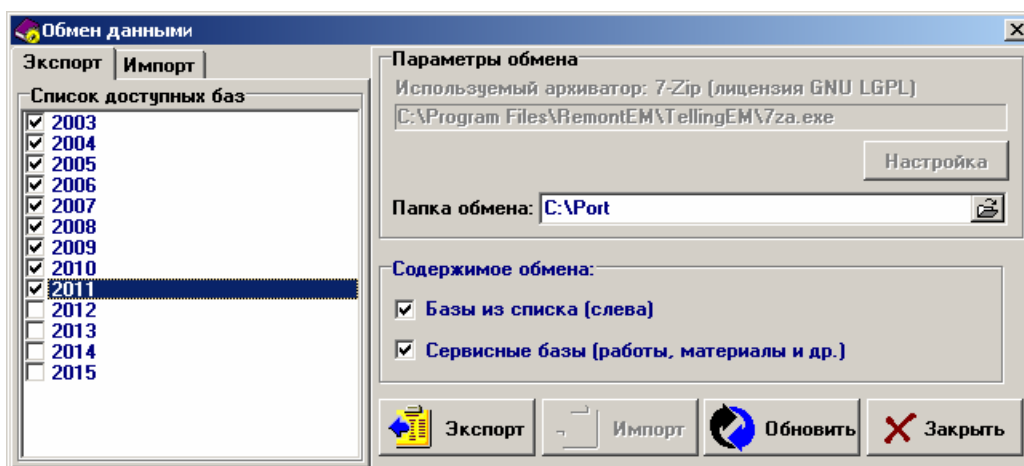 Обмен данными
Экспорт Импорт
Список доступных баз
2003
2004
2005
2006
2007
2008
2009
2010
2011
2012
2013
2014
2015
Параметры обмена
Используемый архиватор: 7-Zip (лицензия GNU LGPL)
C:\Program Files\RemontEM\TellingEM\7za.exe
Настройка
Папка обмена: C:\Port
Содержимое обмена:
Базы из списка (слева)
Сервисные базы (работы, материалы и др.)
Экспорт Импорт Обновить Закрыть